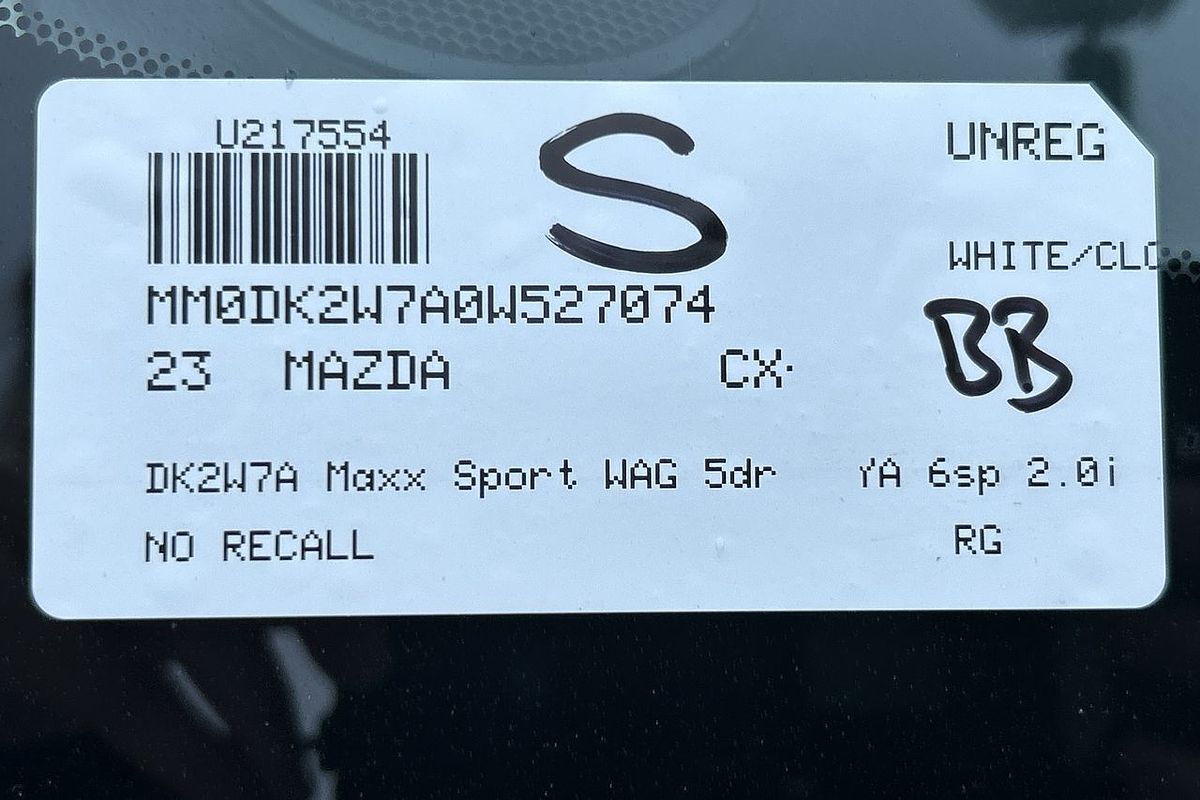 U217554
S
UNREG
WHITE/CLO
MM0DK2W7A0W527074
BB
23 MAZDA CX-
DK2W7A Maxx Sport WAG 5dr YA 6sp 2.0i
NO RECALL RG